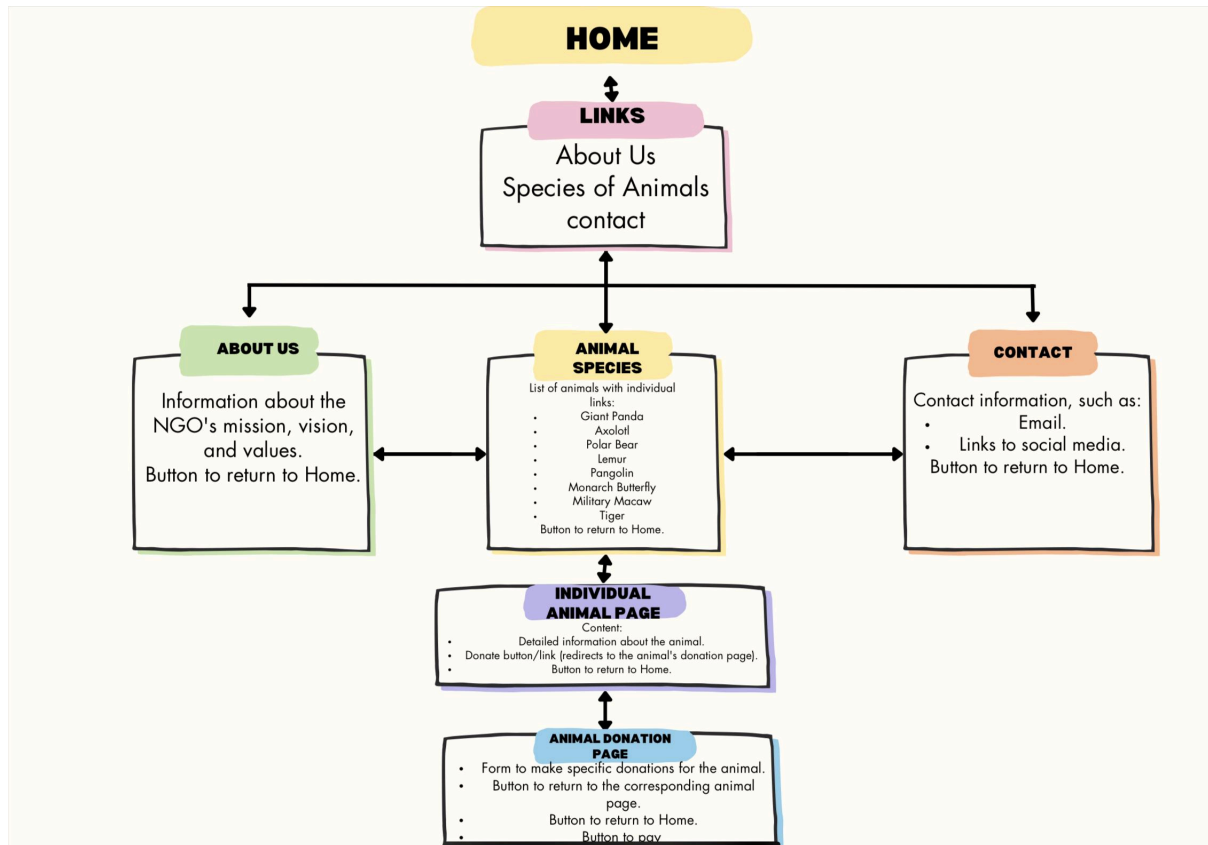 HOME
LINKS
About Us
Species of Animals
contact
ABOUT US
Information about the
NGO's mission, vision,
and values.
Button to return to Home.
ANIMAL
SPECIES
List of animals with individual
links:
• Giant Panda
• Axolotl
• Polar Bear
• Lemur
• Pangolin
• Monarch Butterfly
• Military Macaw
• Tiger
Button to return to Home.
CONTACT
Contact information, such as:
• Email.
• Links to social media.
Button to return to Home.
INDIVIDUAL
ANIMAL PAGE
Content:
• Detailed information about the animal.
• Donate button/link (redirects to the animal's donation page).
• Button to return to Home.
ANIMAL DONATION
PAGE
• Form to make specific donations for the animal.
• Button to return to the corresponding animal
page.
• Button to return to Home.
• Button to pay